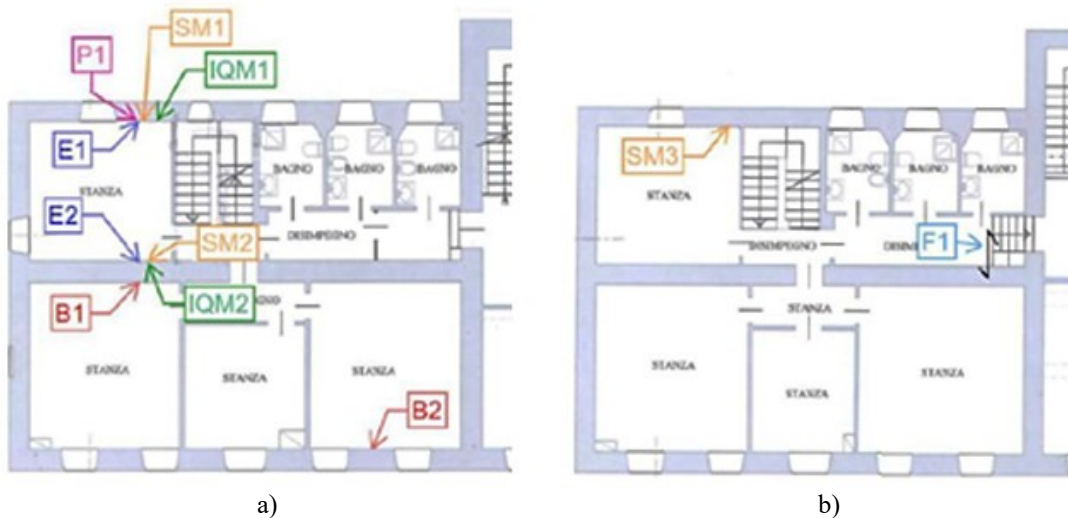 SM1
P1
IQM1
E1
BAGNO
BAGNO
BAGNO
STANZA
E2
SM2
DISIMPEGNO
B1
IQM2
STANZA
STANZA
STANZA
B2
a)
SM3
BAGNO
BAGNO
BAGNO
STANZA
DISIMPEGNO
F1
STANZA
STANZA
STANZA
STANZA
b)